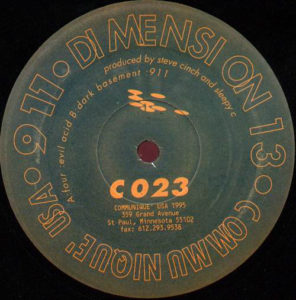 911 • DIMENSION 13 • COMMUNIQUE' USA •
produced by steve cinch and sleepy c
A.four -evil acid B-dark basement -911
C023
COMMUNIQUE' USA 1995
359 Grand Avenue
St Paul, Minnesota 55102
fax: 612.293.9538